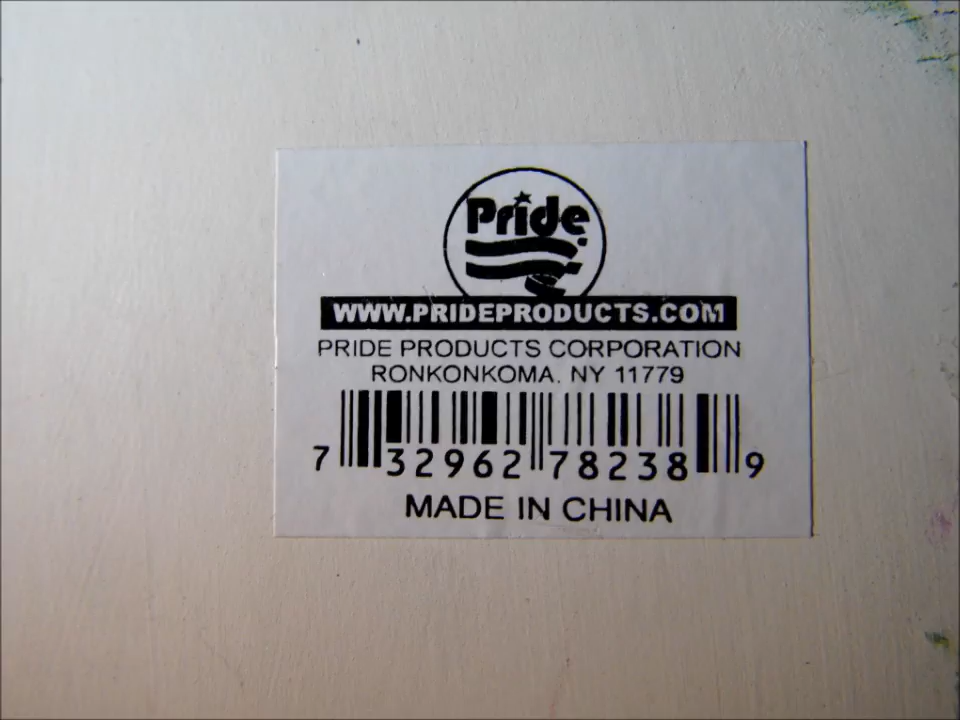 Pride
WWW.PRIDEPRODUCTS.COM
PRIDE PRODUCTS CORPORATION
RONKONKOMA. NY 11779
7 32962 78238 9
MADE IN CHINA